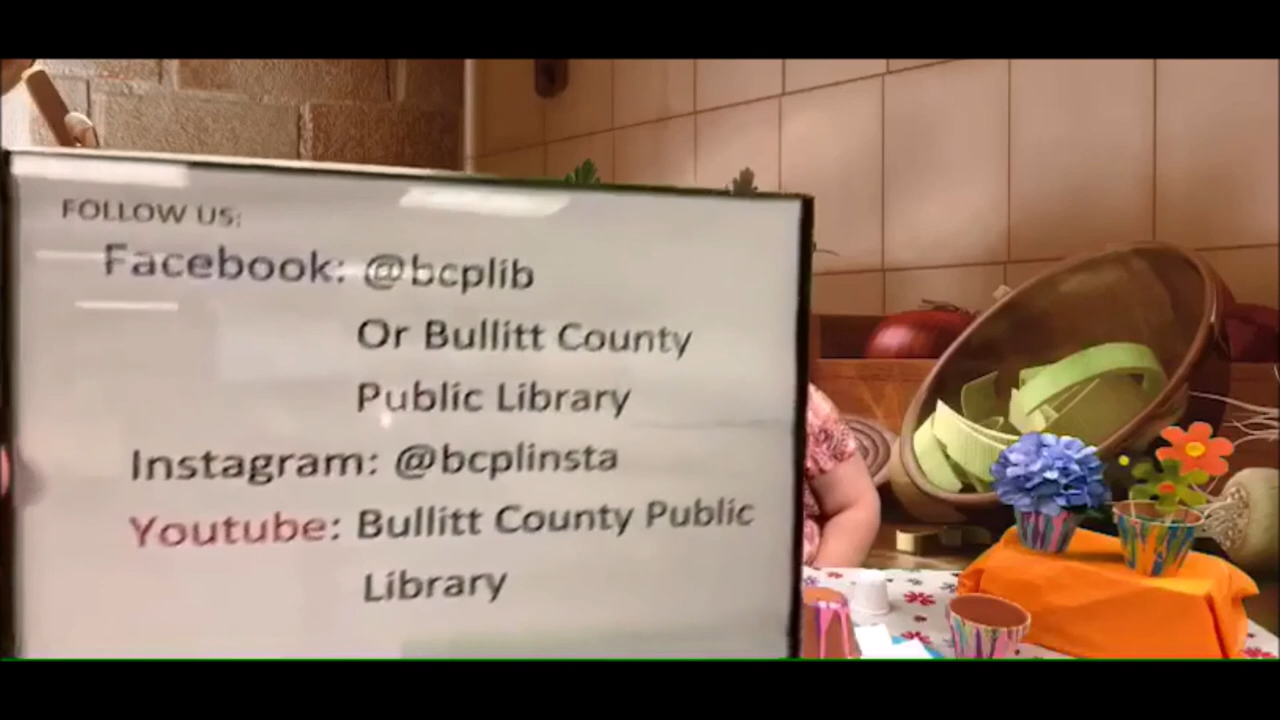 FOLLOW US:
Facebook: @bcplib
Or Bullitt County
Public Library
Instagram: @bcplinsta
Youtube: Bullitt County Public
Library